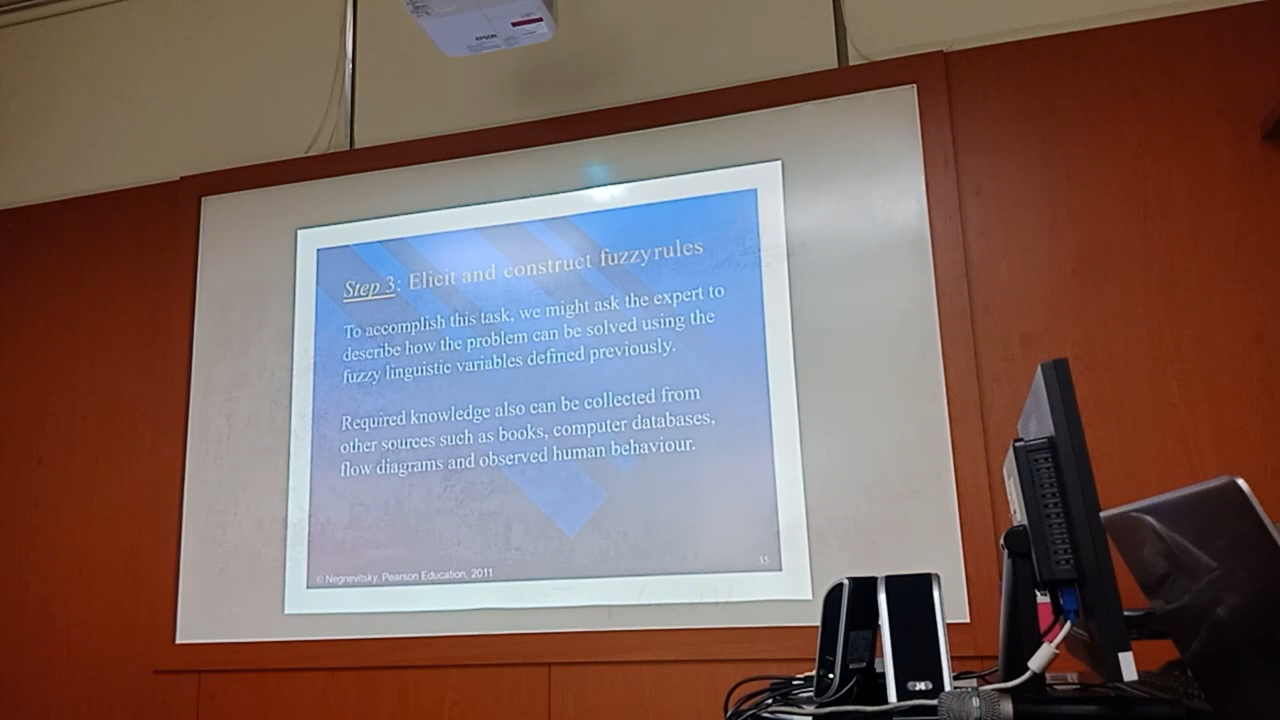 EPSON
Step 3: Elicit and construct fuzzyrules
To accomplish this task, we might ask the expert to
describe how the problem can be solved using the
fuzzy linguistic variables defined previously.
Required knowledge also can be collected from
other sources such as books, computer databases,
flow diagrams and observed human behaviour.
35
© Negnevitsky, Pearson Education, 2011